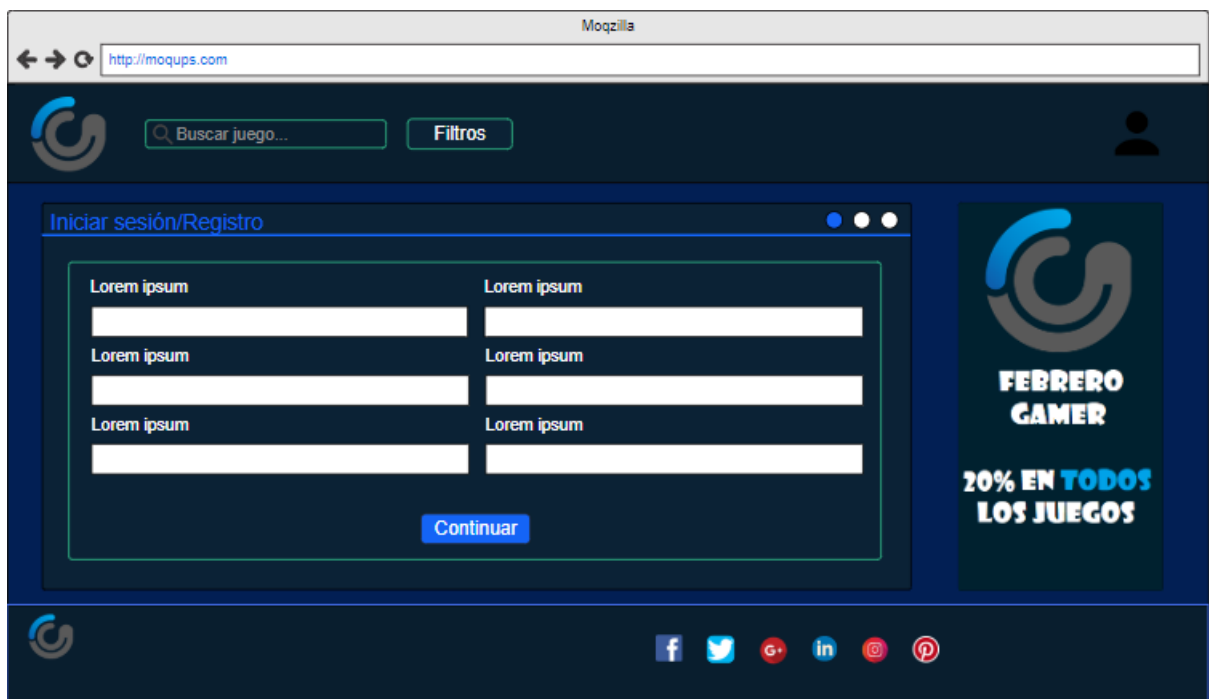 Moqzilla
http://moqups.com
Buscar juego...
Filtros
Iniciar sesión/Registro
Lorem ipsum
Lorem ipsum
Lorem ipsum
Lorem ipsum
Lorem ipsum
Lorem ipsum
Continuar
FEBRERO
GAMER
20% EN TODOS
LOS JUEGOS
f
G+
in